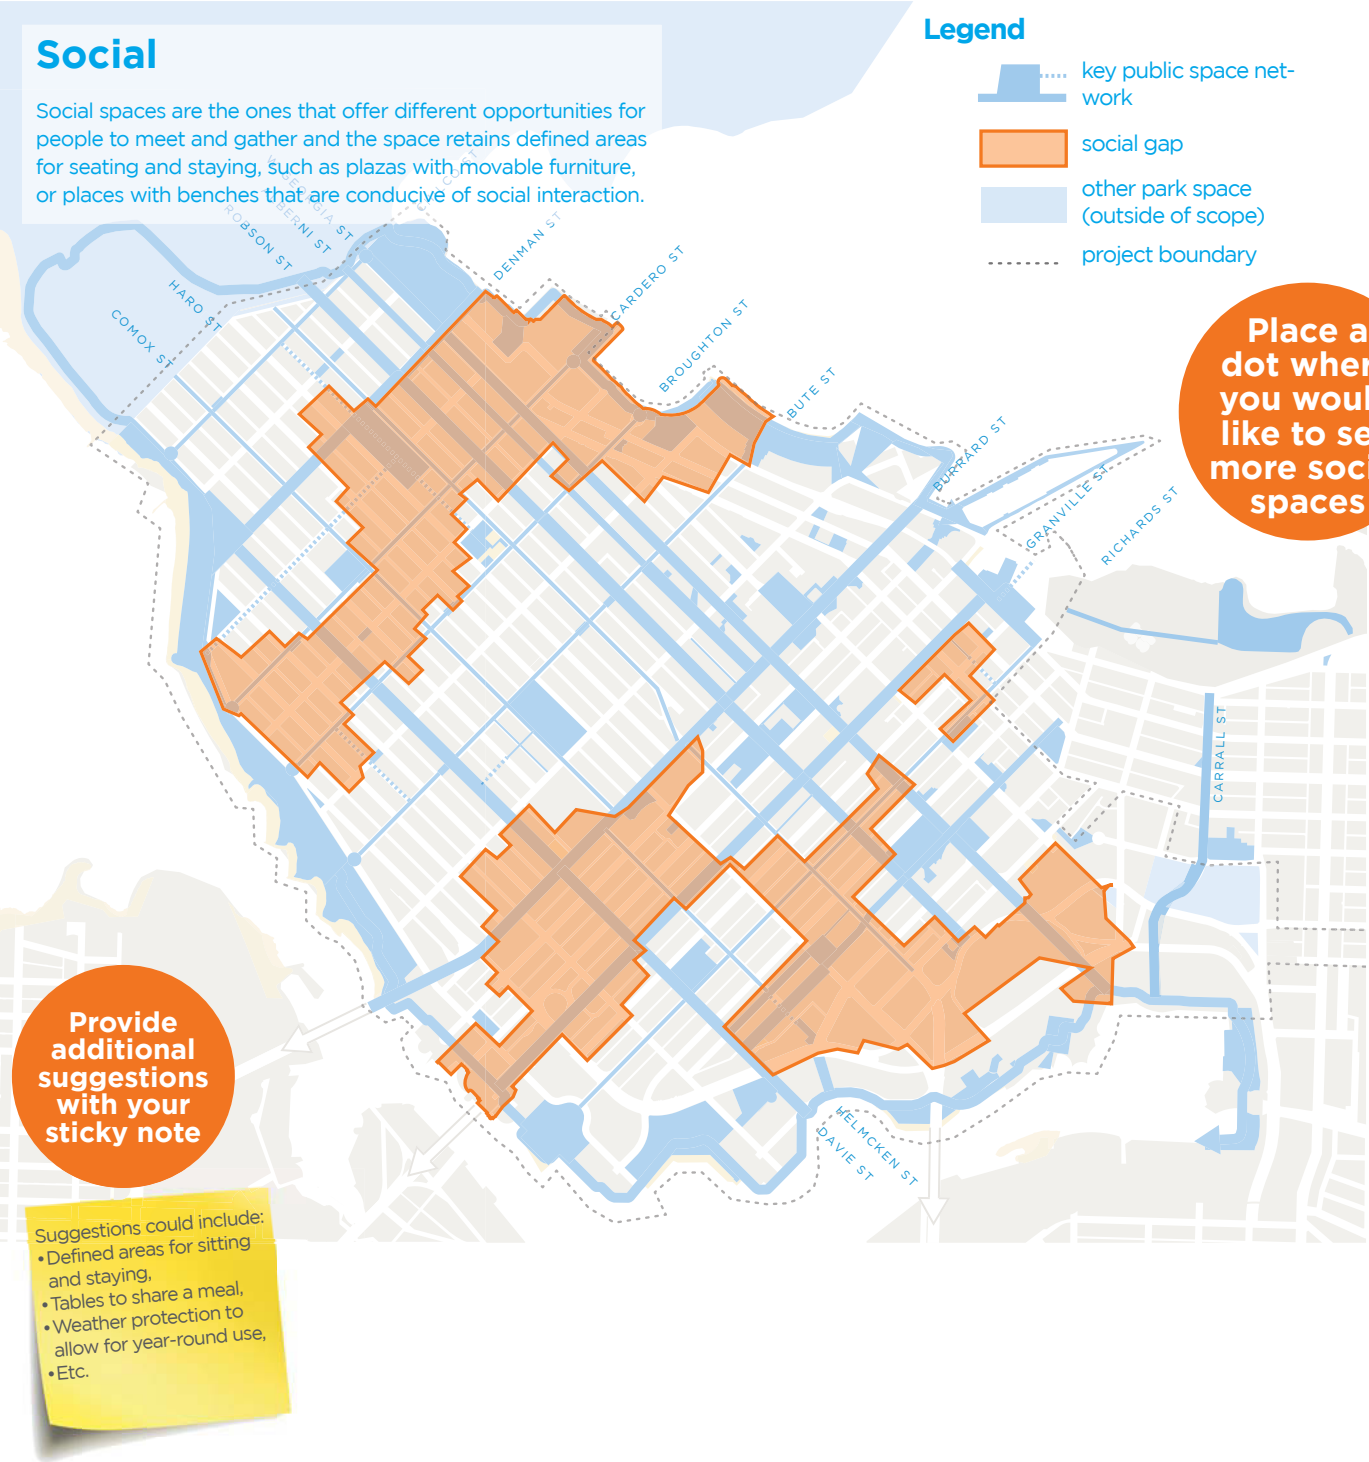 Social
Social spaces are the ones that offer different opportunities for
people to meet and gather and the space retains defined areas
for seating and staying, such as plazas with movable furniture,
or places with benches that are conducive of social interaction.
Legend
key public space net-
work
social gap
other park space
(outside of scope)
project boundary
Place a
dot wher
you woul
like to se
more soci
spaces
W GEORGIA ST
ALBERNI ST
ROBSON ST
HARO ST
COMOX ST
DENMAN ST
CARDERO ST
BROUGHTON ST
BUTE ST
BURRARD ST
GRANVILLE ST
RICHARDS ST
CARRALL ST
HELMCKEN ST
DAVIE ST
Provide
additional
suggestions
with your
sticky note
Suggestions could include:
•Defined areas for sitting
and staying,
•Tables to share a meal,
•Weather protection to
allow for year-round use,
•Etc.